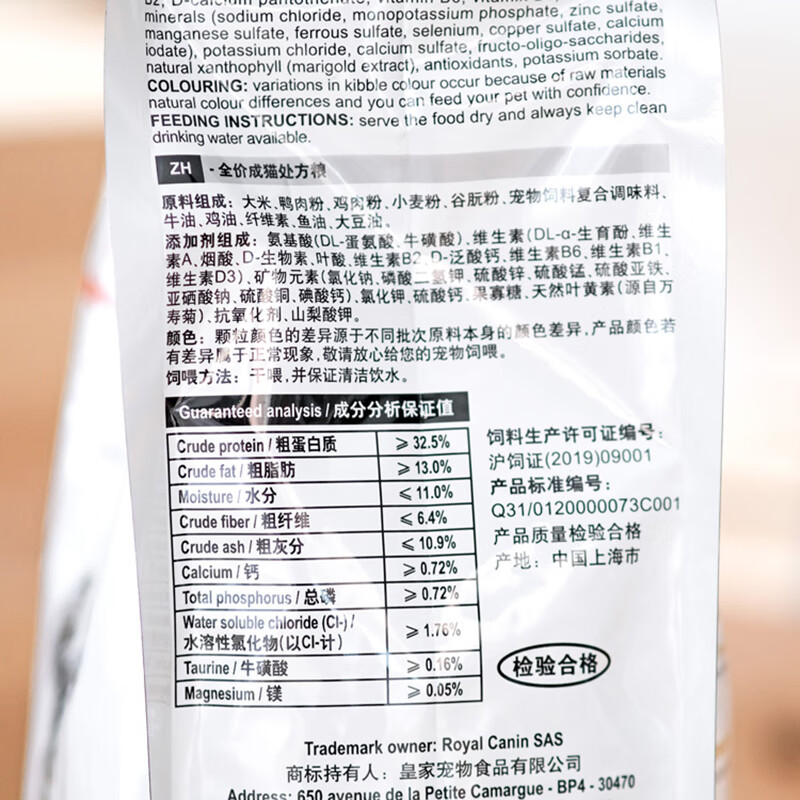 B2, D-calcium pantothenate, vitamin B6, vitamin
minerals (sodium chloride, monopotassium phosphate, zinc sulfate,
manganese sulfate, ferrous sulfate, selenium, copper sulfate, calcium
iodate), potassium chloride, calcium sulfate, fructo-oligo-saccharides,
natural xanthophyll (marigold extract), antioxidants, potassium sorbate.
COLOURING: variations in kibble colour occur because of raw materials
natural colour differences and you can feed your pet with confidence.
FEEDING INSTRUCTIONS: serve the food dry and always keep clean
drinking water available.
ZH - 全价成猫处方粮
原料组成：大米、鸭肉粉、鸡肉粉、小麦粉、谷朊粉、宠物饲料复合调味料、
牛油、鸡油、纤维素、鱼油、大豆油。
添加剂组成：氨基酸(DL-蛋氨酸、牛磺酸)、维生素(DL-α-生育酚、维生
素A、烟酸、D-生物素、叶酸、维生素B2、D-泛酸钙、维生素B6、维生素B1、
维生素D3)、矿物元素(氯化钠、磷酸二氢钾、硫酸锌、硫酸锰、硫酸亚铁、
亚硒酸钠、硫酸铜、碘酸钙)、氯化钾、硫酸钙、果寡糖、天然叶黄素(源自万
寿菊)、抗氧化剂、山梨酸钾。
颜色：颗粒颜色的差异源于不同批次原料本身的颜色差异，产品颜色若
有差异属于正常现象，敬请放心给您的宠物饲喂。
饲喂方法：干喂，并保证清洁饮水。
Guaranteed analysis / 成分分析保证值
Crude protein / 粗蛋白质 ⩾ 32.5%
Crude fat / 粗脂肪 ⩾ 13.0%
Moisture / 水分 ⩽ 11.0%
Crude fiber / 粗纤维 ⩽ 6.4%
Crude ash / 粗灰分 ⩽ 10.9%
Calcium / 钙 ⩾ 0.72%
Total phosphorus / 总磷 ⩾ 0.72%
Water soluble chloride (Cl-) /
水溶性氯化物(以Cl-计) ⩾ 1.76%
Taurine / 牛磺酸 ⩾ 0.16%
Magnesium / 镁 ⩾ 0.05%
饲料生产许可证编号：
沪饲证(2019)09001
产品标准编号：
Q31/0120000073C001
产品质量检验合格
产地：中国上海市
检验合格
Trademark owner: Royal Canin SAS
商标持有人：皇家宠物食品有限公司
Address: 650 avenue de la Petite Camargue - BP4 - 30470